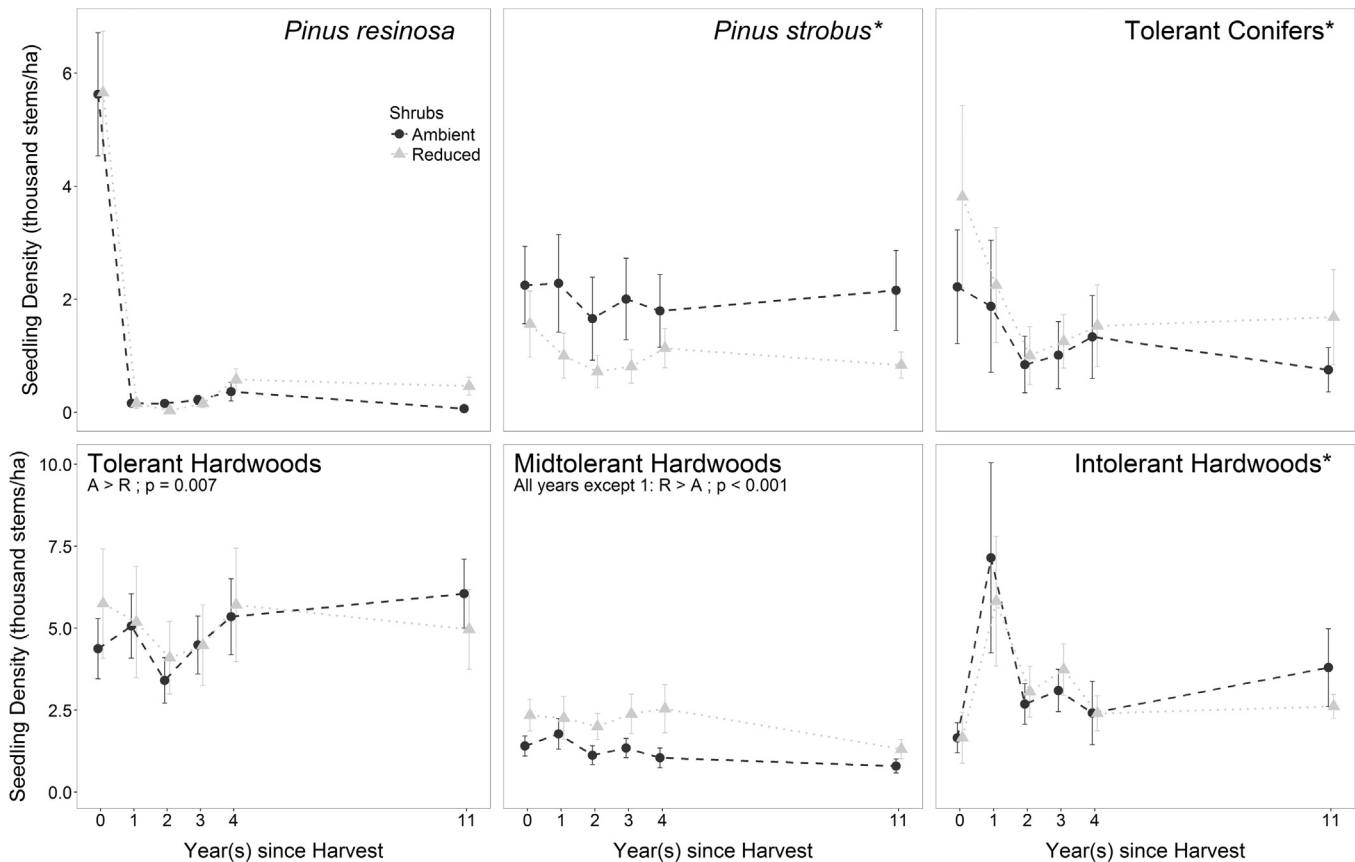 Pinus resinosa
Pinus strobus*
Tolerant Conifers*
Seedling Density (thousand stems/ha)
6
4
2
0
Shrubs
Ambient
Reduced
Tolerant Hardwoods
A > R ; p = 0.007
Midtolerant Hardwoods
All years except 1: R > A ; p < 0.001
Intolerant Hardwoods*
Seedling Density (thousand stems/ha)
10.0
7.5
5.0
2.5
0.0
0 1 2 3 4 11
0 1 2 3 4 11
0 1 2 3 4 11
Year(s) since Harvest
Year(s) since Harvest
Year(s) since Harvest